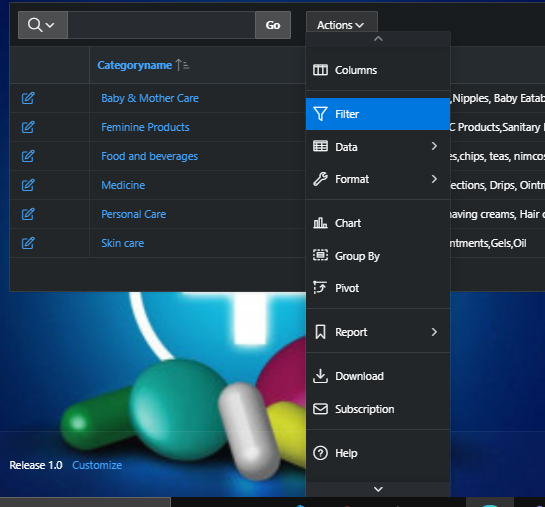 Go
Actions
Categoryname
Columns
Baby & Mother Care
,Nipples, Baby Eatab
Filter
Feminine Products
C Products,Sanitary
Data
Food and beverages
es,chips, teas, nimcos
Format
Medicine
ections, Drips, Ointm
Personal Care
having creams, Hair c
Chart
Skin care
ntments,Gels,Oil
Group By
Pivot
Report
Download
Subscription
Help
Release 1.0 Customize